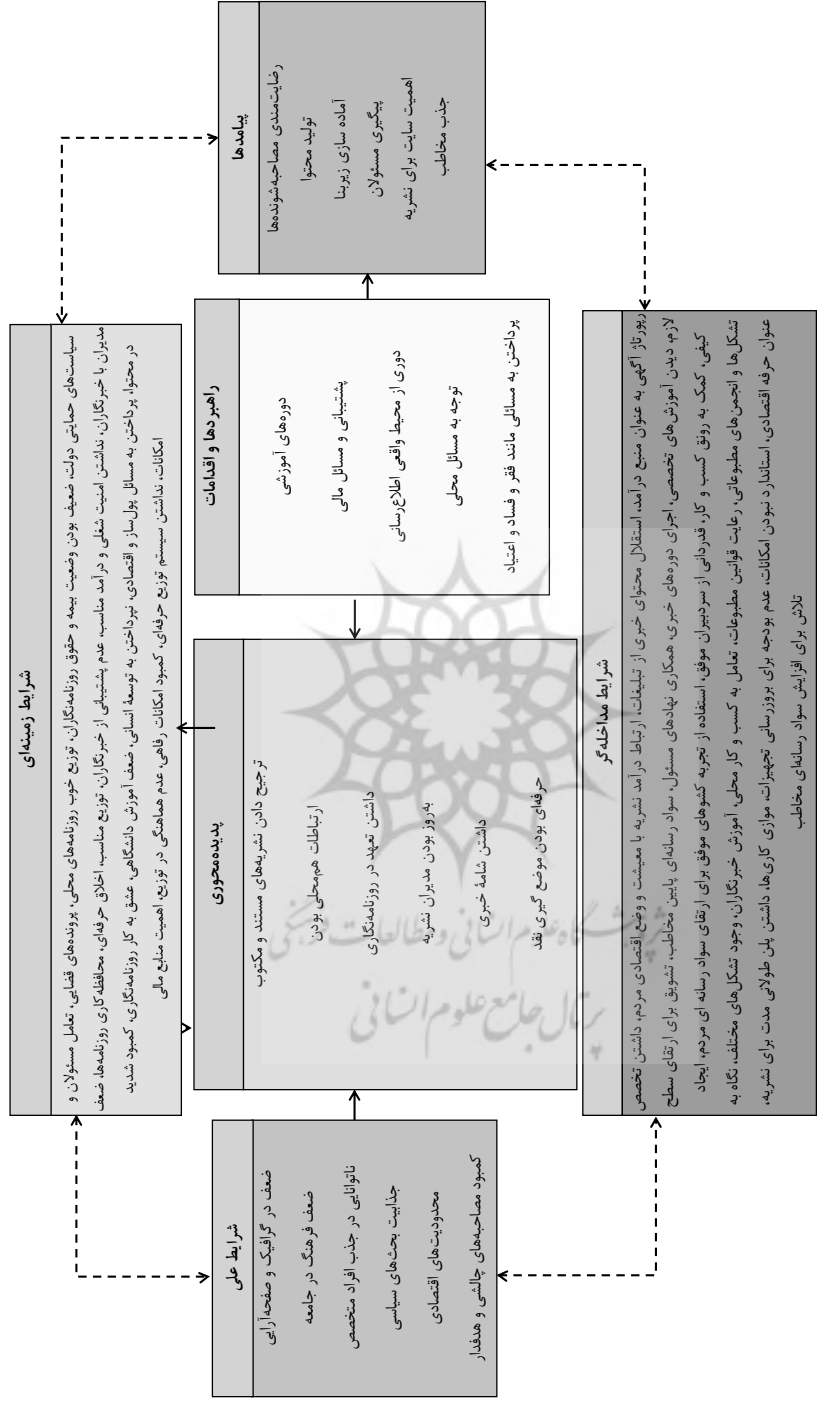 شرایط زمینه‌ای
سیاست‌های حمایتی دولت، ضعیف بودن وضعیت بیمه و حقوق روزنامه‌نگاران، توزیع خوب روزنامه‌های محلی، پرونده‌های قضایی، تعامل مسئولان و
مدیران با خبرنگاران، نداشتن امنیت شغلی و درآمد مناسب، عدم پشتیبانی از خبرنگاران، توزیع مناسب، اخلاق حرفه‌ای، محافظه‌کاری روزنامه‌ها، ضعف
در محتوا، پرداختن به مسائل پول‌ساز و اقتصادی، نپرداختن به توسعهٔ انسانی، ضعف آموزش دانشگاهی، عشق به کار روزنامه‌نگاری، کمبود شدید
امکانات، نداشتن سیستم توزیع حرفه‌ای، کمبود امکانات رفاهی، عدم هماهنگی در توزیع، اهمیت منابع مالی
شرایط علی
ضعف در گرافیک و صفحه‌آرایی
ضعف فرهنگ در جامعه
ناتوانایی در جذب افراد متخصص
جذابیت بحث‌های سیاسی
محدودیت‌های اقتصادی
کمبود مصاحبه‌های چالشی و هدفدار
پدیده‌محوری
ترجیح دادن نشریه‌های مستند و مکتوب
ارتباطات هم‌محلی بودن
داشتن تعهد در روزنامه‌نگاری
به‌روز بودن مدیران نشریه
داشتن شامهٔ خبری
حرفه‌ای بودن موضع گیری نقد
راهبردها و اقدامات
دوره‌های آموزشی
پشتیبانی و مسائل مالی
دوری از محیط واقعی اطلاع‌رسانی
توجه به مسائل محلی
پرداختن به مسائلی مانند فقر و فساد و اعتیاد
پیامدها
رضایت‌مندی مصاحبه‌شونده‌ها
تولید محتوا
آماده سازی زیربنا
پیگیری مسئولان
اهمیت سایت برای نشریه
جذب مخاطب
شرایط مداخله‌گر
رپورتاژ آگهی به عنوان منبع درآمد، استقلال محتوای خبری از تبلیغات، ارتباط درآمد نشریه با معیشت و وضع اقتصادی مردم، داشتن تخصص
لازم، دیدن آموزش‌های تخصصی، اجرای دوره‌های خبری، همکاری نهادهای مسئول، سواد رسانه‌ای پایین مخاطب، تشویق برای ارتقای سطح
کیفی، کمک به رونق کسب و کار، قدردانی از سردبیران موفق، استفاده از تجربه کشوهای موفق برای ارتقای سواد رسانه ای مردم، ایجاد
تشکل‌ها و انجمن‌های مطبوعاتی، رعایت قوانین مطبوعات، تعامل به کسب و کار محلی، آموزش خبرنگاران، وجود تشکل‌های مختلف، نگاه به
عنوان حرفه اقتصادی، استاندارد نبودن امکانات، عدم بودجه برای بروزرسانی تجهیزات، موازی کاری‌ها، داشتن پلن طولانی مدت برای نشریه،
تلاش برای افزایش سواد رسانه‌ای مخاطب
پژوهشگاه علوم انسانی و مطالعات فرهنگی
پرتال جامع علوم انسانی